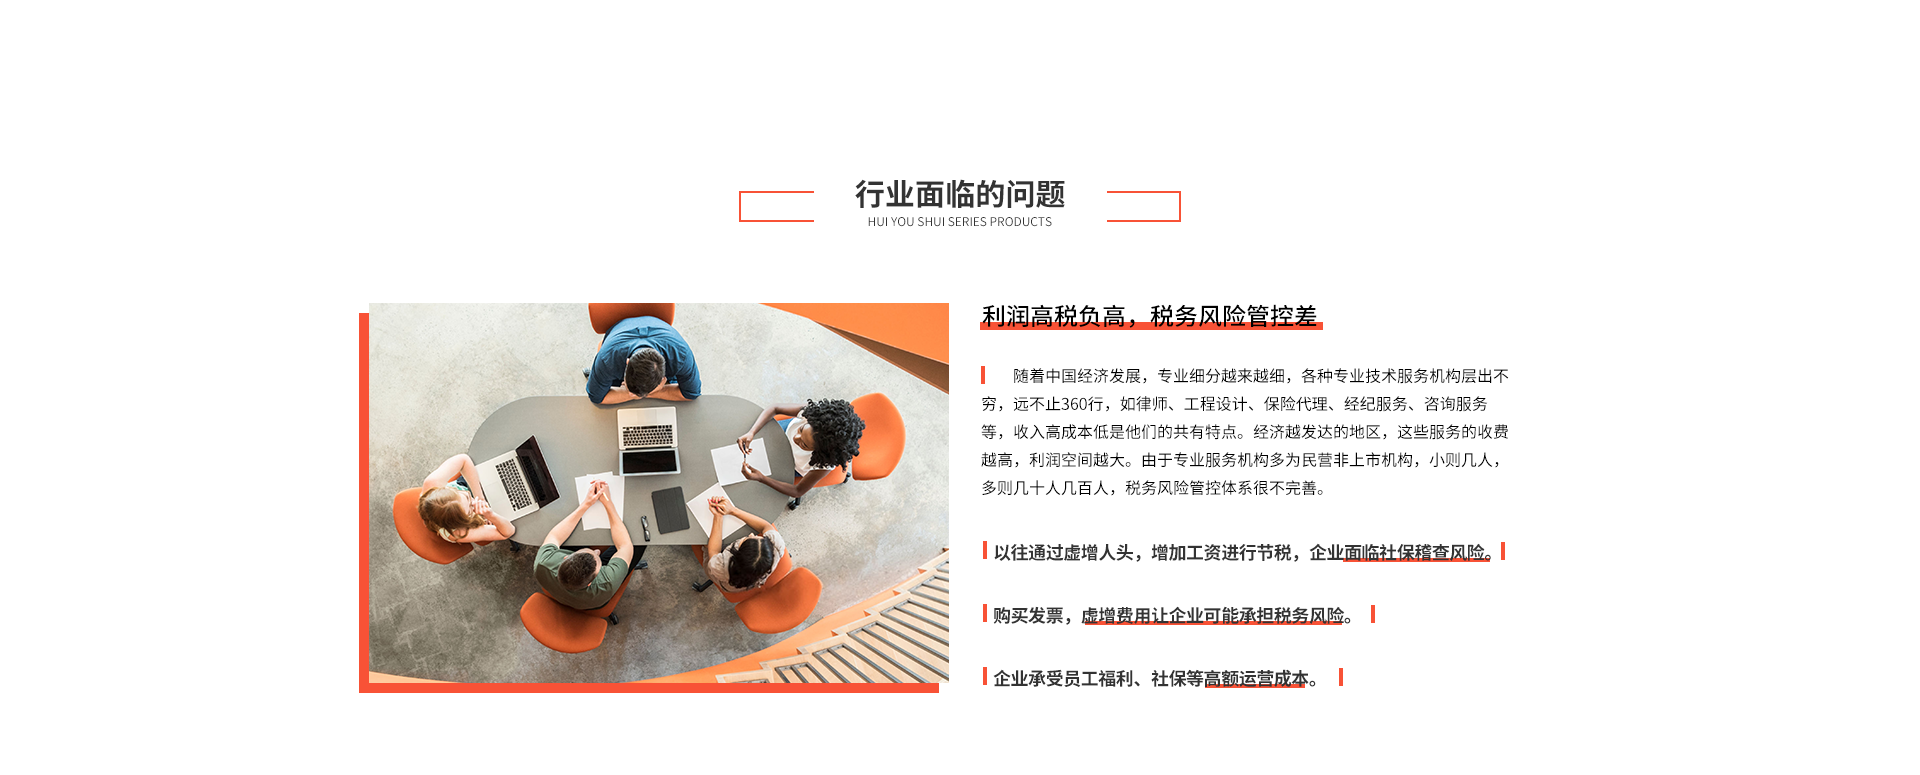 行业面临的问题
HUI YOU SHUI SERIES PRODUCTS
利润高税负高，税务风险管控差
随着中国经济发展，专业细分越来越细，各种专业技术服务机构层出不
穷，远不止360行，如律师、工程设计、保险代理、经纪服务、咨询服务
等，收入高成本低是他们的共有特点。经济越发达的地区，这些服务的收费
越高，利润空间越大。由于专业服务机构多为民营非上市机构，小则几人，
多则几十人几百人，税务风险管控体系很不完善。
以往通过虚增人头，增加工资进行节税，企业面临社保稽查风险。
购买发票，虚增费用让企业可能承担税务风险。
企业承受员工福利、社保等高额运营成本。